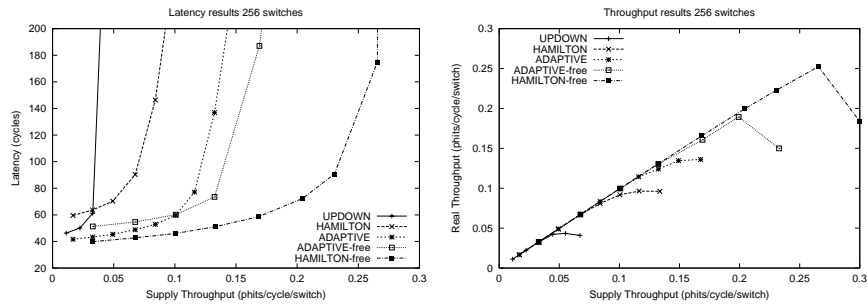 Latency results 256 switches
Latency (cycles)
200
180
160
140
120
100
80
60
40
20
UPDOWN
HAMILTON
ADAPTIVE
ADAPTIVE-free
HAMILTON-free
0 0.05 0.1 0.15 0.2 0.25 0.3
Supply Throughput (phits/cycle/switch)
Throughput results 256 switches
Real Throughput (phits/cycle/switch)
0.3
0.25
0.2
0.15
0.1
0.05
0
UPDOWN
HAMILTON
ADAPTIVE
ADAPTIVE-free
HAMILTON-free
0 0.05 0.1 0.15 0.2 0.25 0.3
Supply Throughput (phits/cycle/switch)